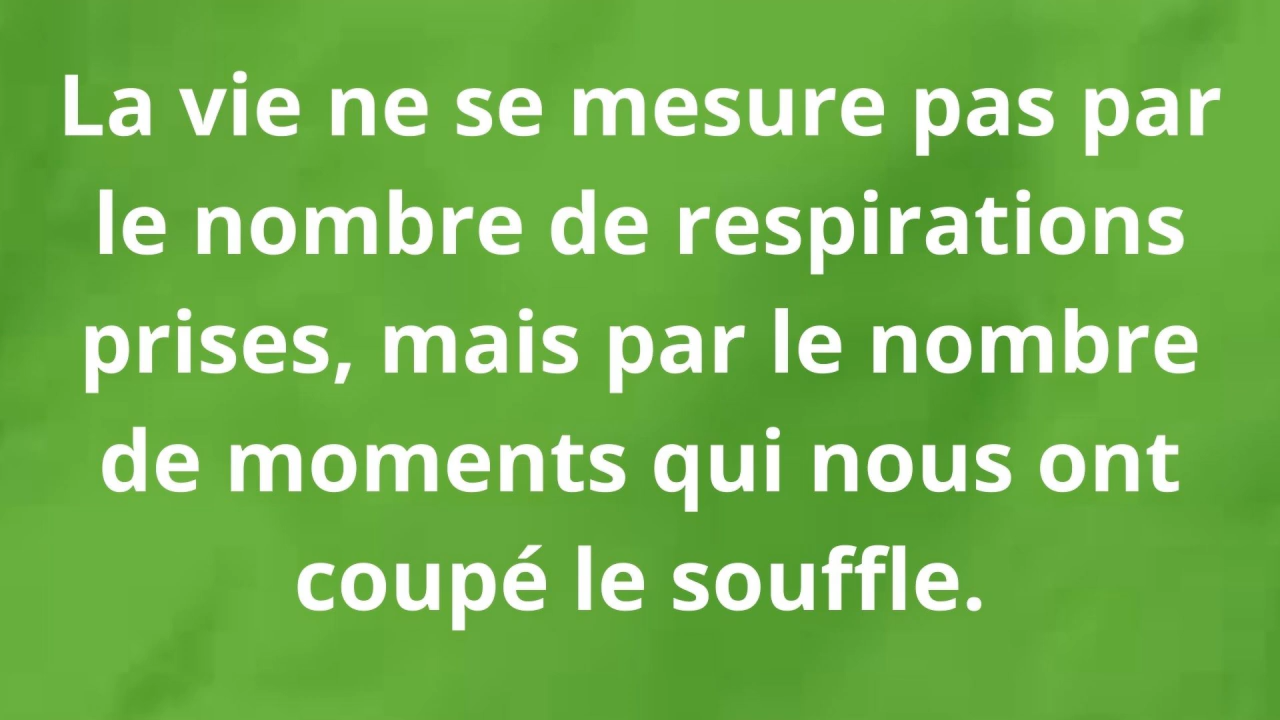 La vie ne se mesure pas par
le nombre de respirations
prises, mais par le nombre
de moments qui nous ont
coupé le souffle.